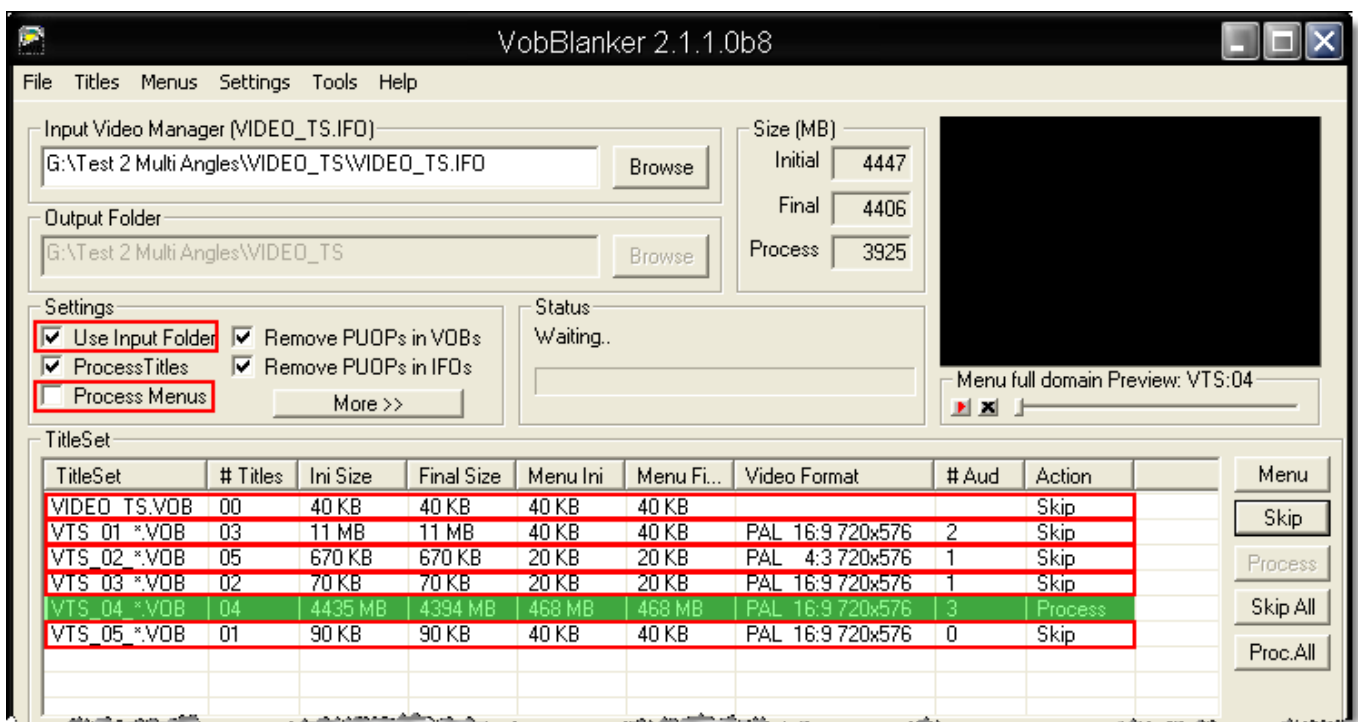 VobBlanker 2.1.1.0b8
File Titles Menus Settings Tools Help
Input Video Manager (VIDEO_TS.IFO)
G:\Test 2 Multi Angles\VIDEO_TS\VIDEO_TS.IFO Browse
Output Folder
G:\Test 2 Multi Angles\VIDEO_TS Browse
Size (MB)
Initial 4447
Final 4406
Process 3925
Settings
Use Input Folder Remove PUOPs in VOBs
ProcessTitles Remove PUOPs in IFOs
Process Menus More >>
Status
Waiting..
Menu full domain Preview: VTS:04
TitleSet
TitleSet # Titles Ini Size Final Size Menu Ini Menu Fi... Video Format # Aud Action
VIDEO_TS.VOB 00 40 KB 40 KB 40 KB 40 KB Skip
VTS_01_*.VOB 03 11 MB 11 MB 40 KB 40 KB PAL 16:9 720x576 2 Skip
VTS_02_*.VOB 05 670 KB 670 KB 20 KB 20 KB PAL 4:3 720x576 1 Skip
VTS_03_*.VOB 02 70 KB 70 KB 20 KB 20 KB PAL 16:9 720x576 1 Skip
VTS_04_*.VOB 04 4435 MB 4394 MB 468 MB 468 MB PAL 16:9 720x576 3 Process
VTS_05_*.VOB 01 90 KB 90 KB 40 KB 40 KB PAL 16:9 720x576 0 Skip
Menu
Skip
Process
Skip All
Proc.All